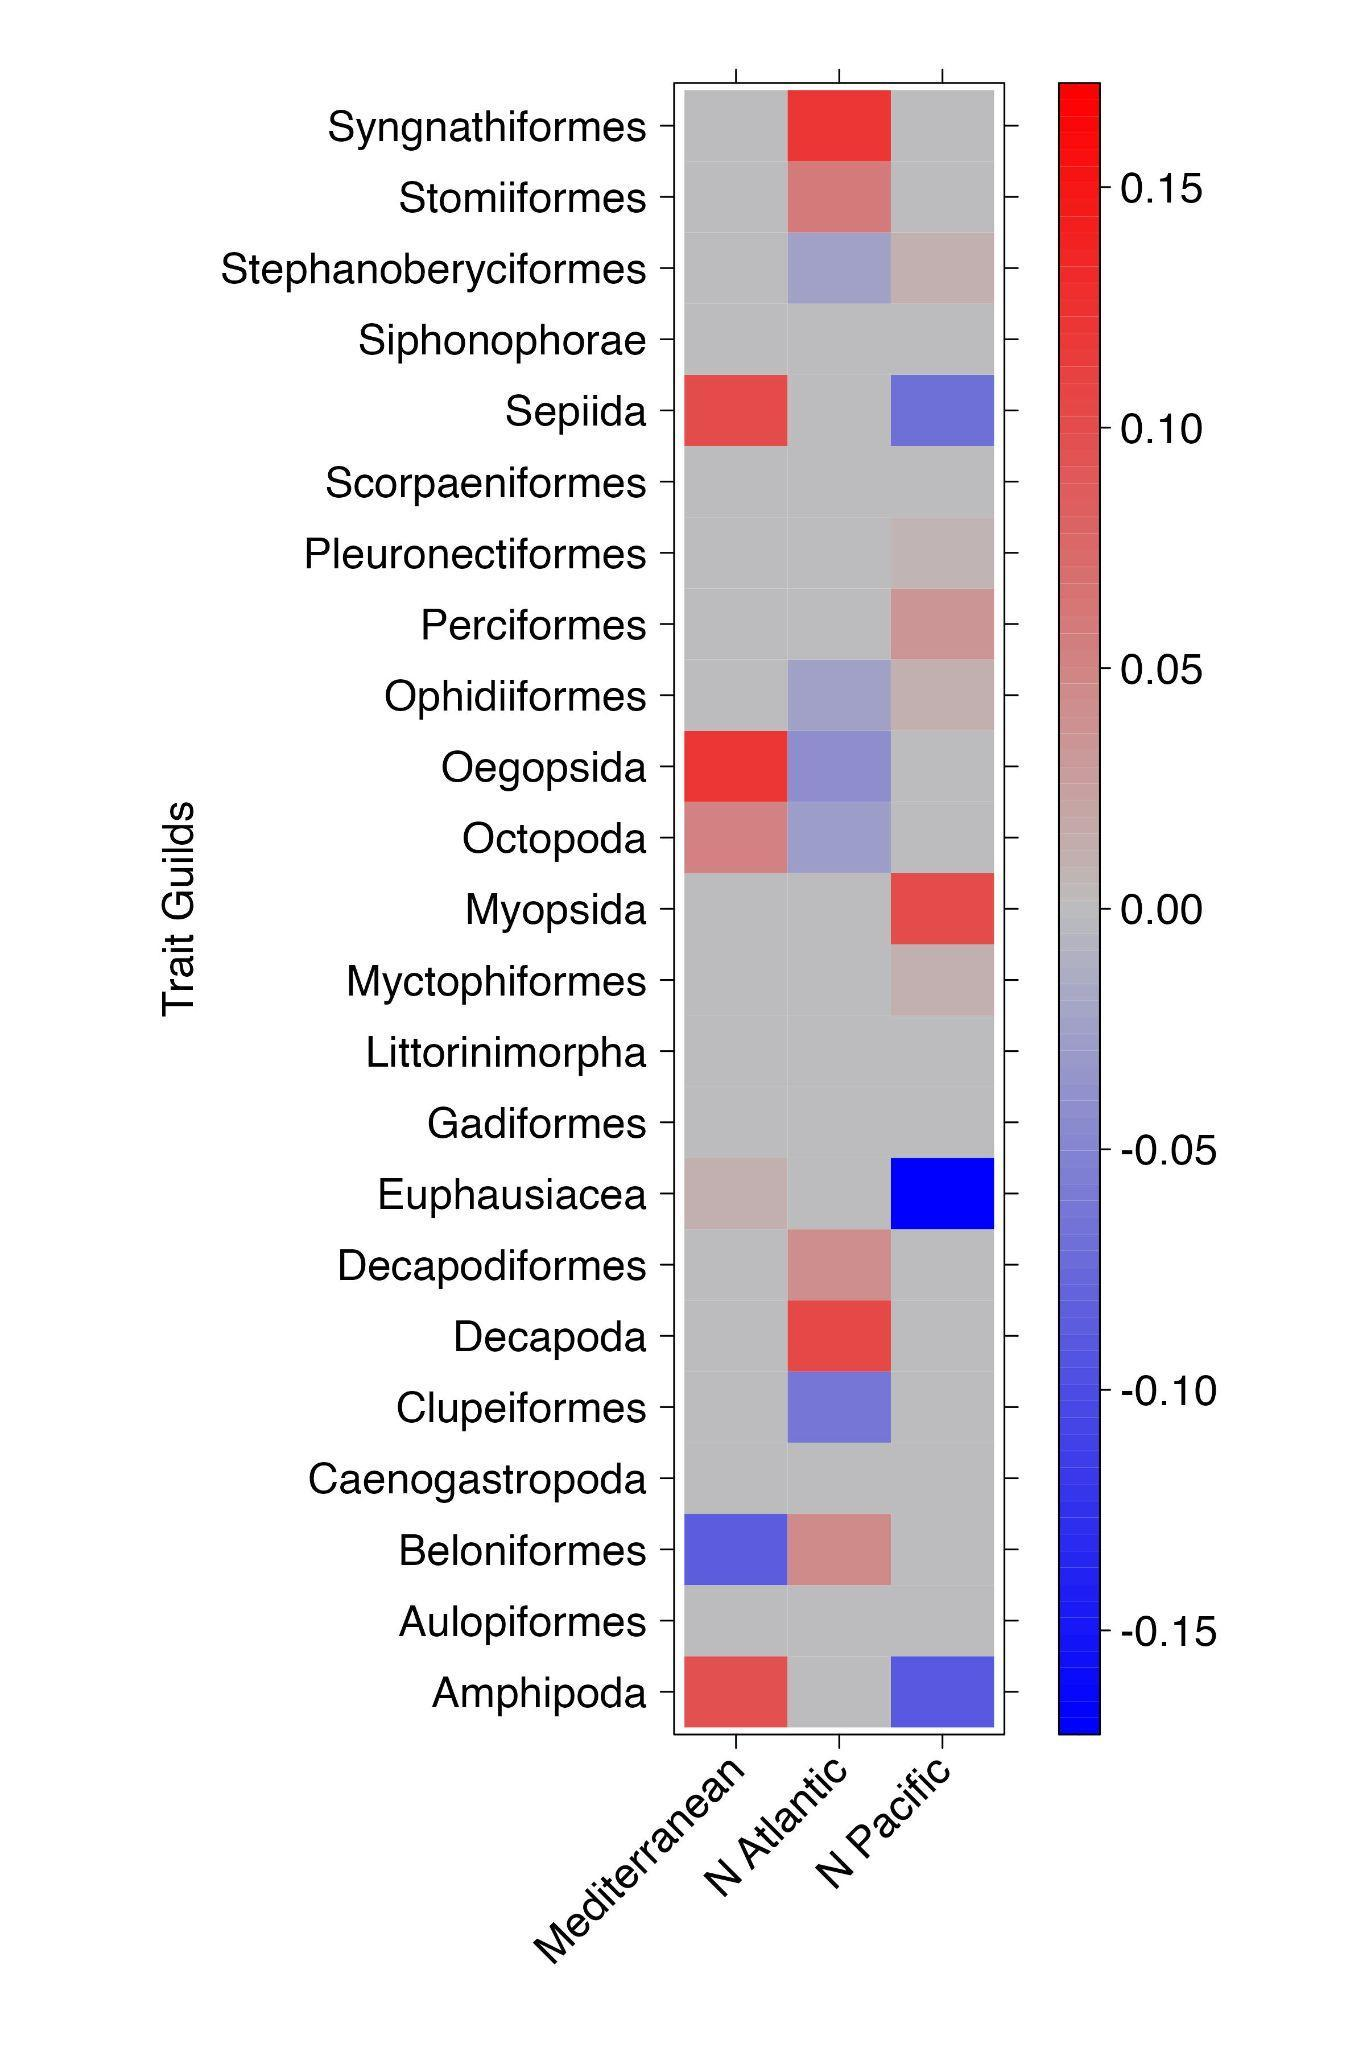 Syngnathiformes
Stomiiformes
Stephanoberyciformes
Siphonophorae
Sepiida
Scorpaeniformes
Pleuronectiformes
Perciformes
Ophidiiformes
Oegopsida
Octopoda
Myopsida
Myctophiformes
Littorinimorpha
Gadiformes
Euphausiacea
Decapodiformes
Decapoda
Clupeiformes
Caenogastropoda
Beloniformes
Aulopiformes
Amphipoda
Trait Guilds
Mediterranean
N Atlantic
N Pacific
0.15
0.10
0.05
0.00
-0.05
-0.10
-0.15